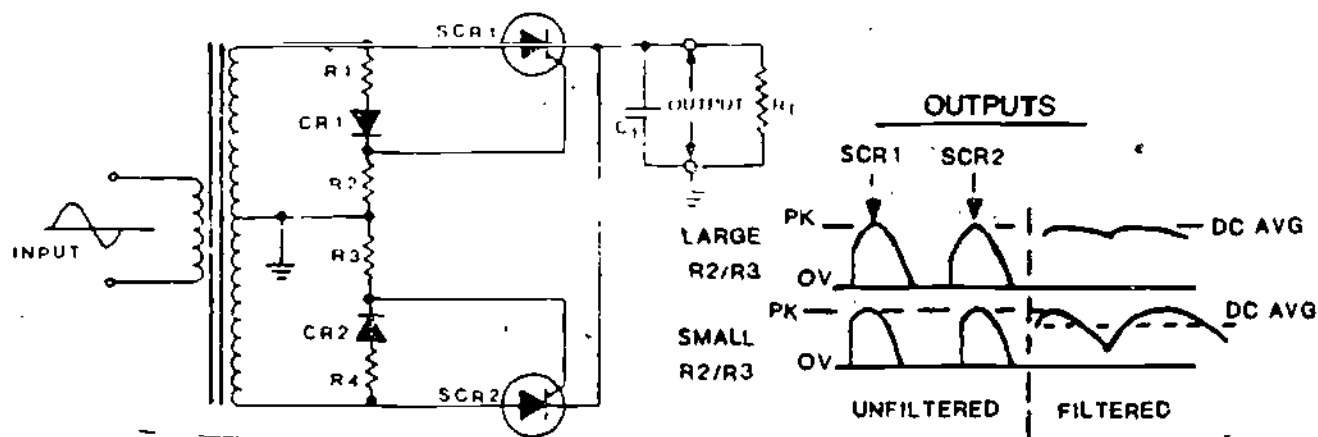 SCR1
R1
CR1
R2
R3
CR2
R4
SCR2
INPUT
C1
OUTPUT
OUTPUTS
SCR1 SCR2
PK DC AVG
LARGE
R2/R3
OV
PK DC AVG
SMALL
R2/R3
OV
UNFILTERED FILTERED